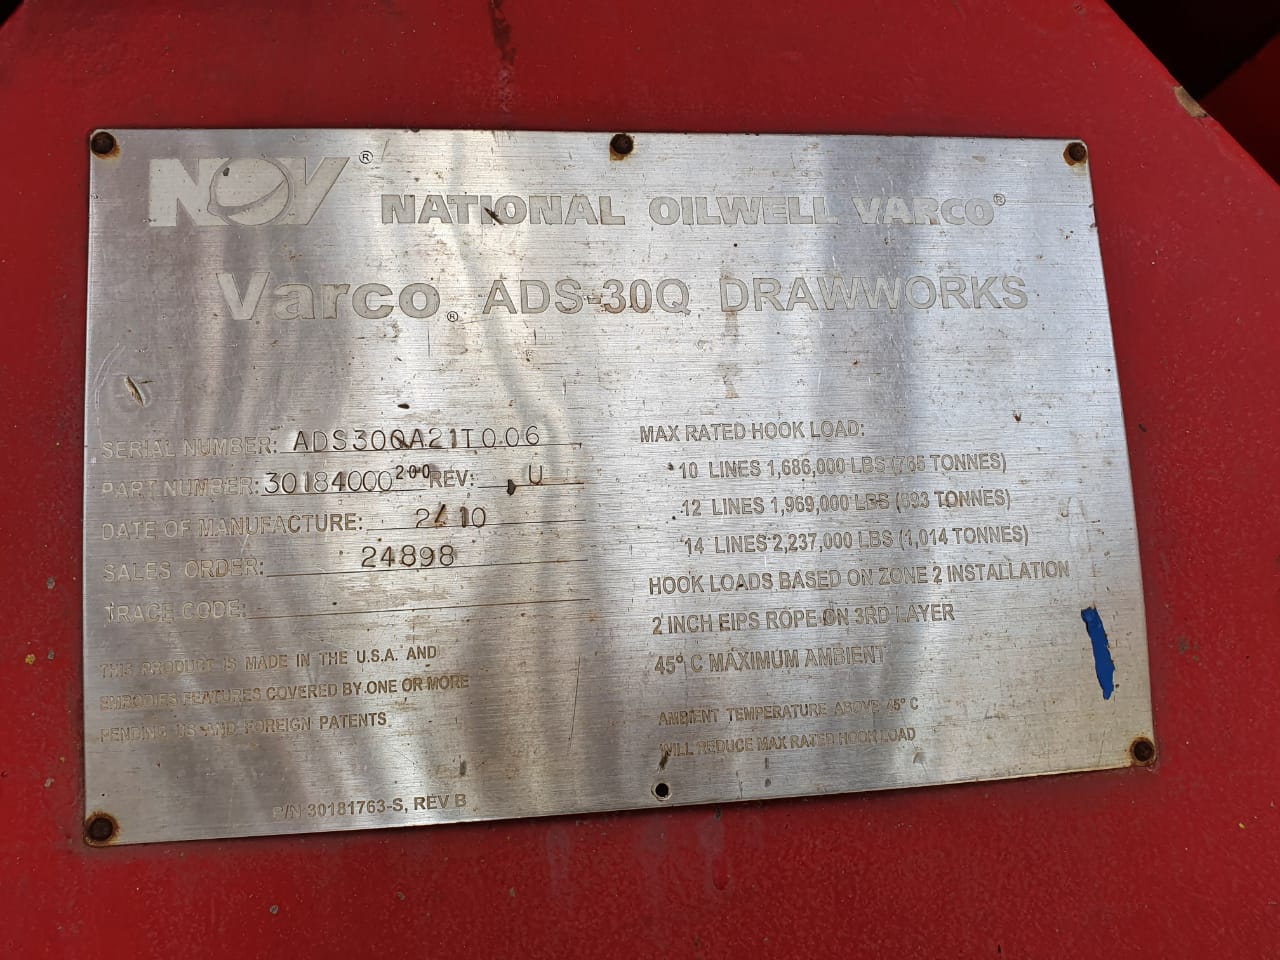 NOV®
NATIONAL OILWELL VARCO®
Varco® ADS-30Q DRAWWORKS
SERIAL NUMBER: ADS30QA21T006
PART NUMBER: 30184000 200 REV: U
DATE OF MANUFACTURE: 2/10
SALES ORDER: 24898
TRACE CODE:
THIS PRODUCT IS MADE IN THE U.S.A. AND
EMBODIES FEATURES COVERED BY ONE OR MORE
PENDING US AND FOREIGN PATENTS
P/N 30181763-S, REV B
MAX RATED HOOK LOAD:
10 LINES 1,686,000 LBS (765 TONNES)
12 LINES 1,969,000 LBS (893 TONNES)
14 LINES 2,237,000 LBS (1,014 TONNES)
HOOK LOADS BASED ON ZONE 2 INSTALLATION
2 INCH EIPS ROPE ON 3RD LAYER
45° C MAXIMUM AMBIENT
AMBIENT TEMPERATURE ABOVE 45° C
WILL REDUCE MAX RATED HOOK LOAD